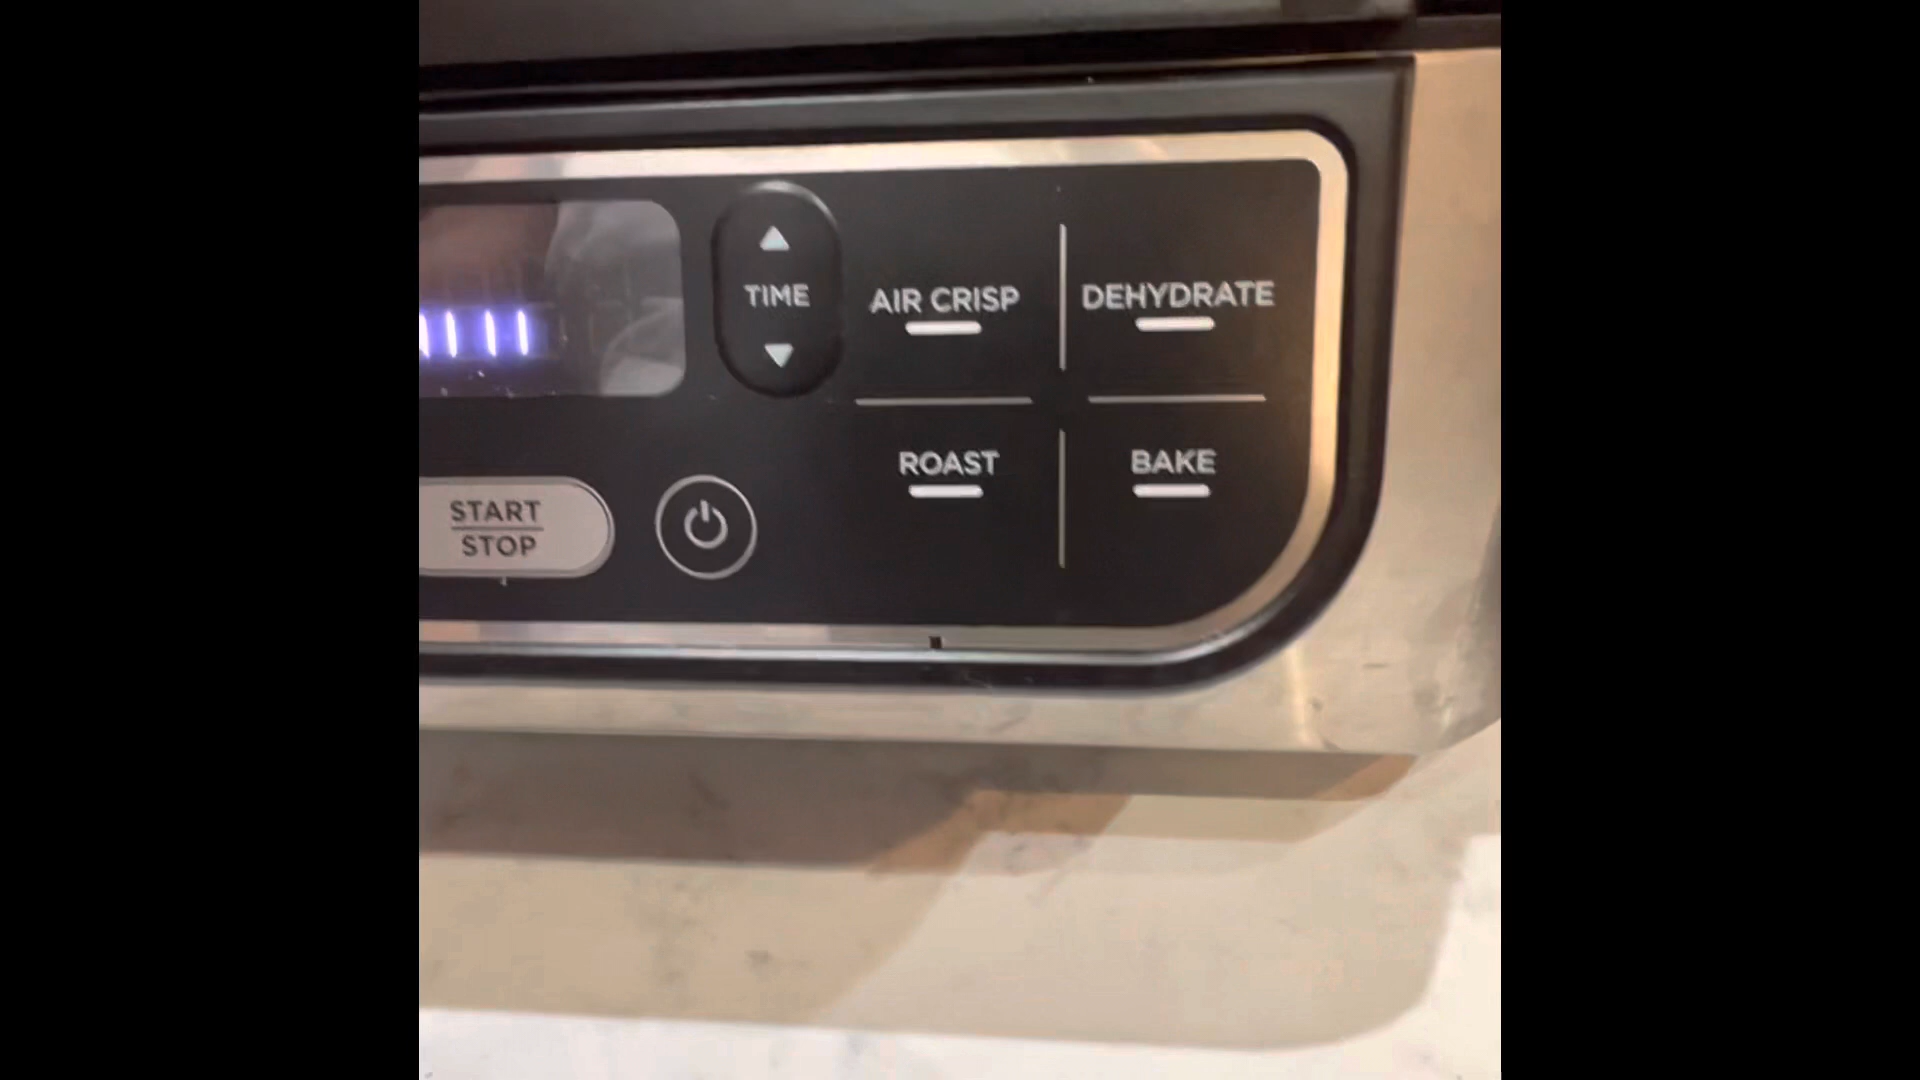 TIME
AIR CRISP
DEHYDRATE
ROAST
BAKE
START
STOP